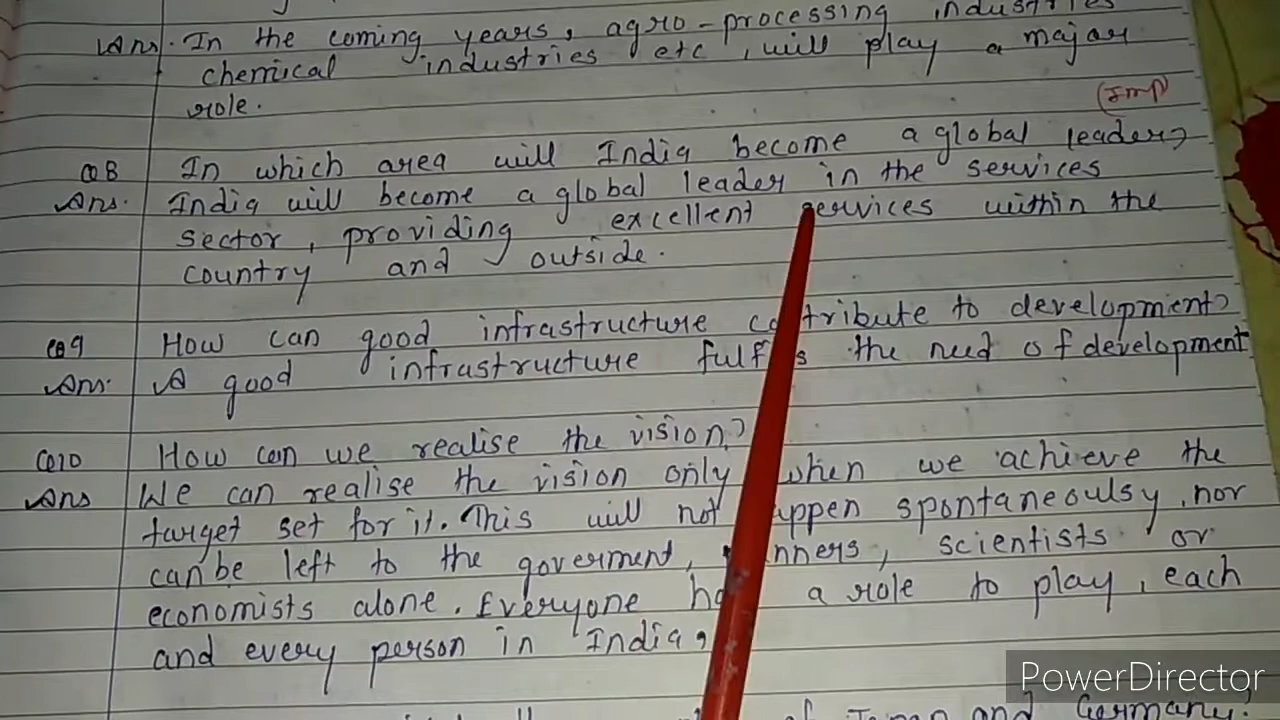 Ans. In the coming years, agro-processing industries
chemical industries etc, will play a major
role.
(Imp)
Q8 In which area will India become a global leader?
Ans. India will become a global leader in the services
sector, providing excellent services within the
country and outside.
Q9 How can good infrastructure contribute to development?
Ans. A good infrastructure fulfils the need of development
Q10 How can we realise the vision?
Ans We can realise the vision only when we achieve the
target set for it. This will not happen spontaneoulsy, nor
can be left to the goverment, scientists or
economists alone. Everyone a role to play, each
and every person in India,
of Japan and Germany?
PowerDirector